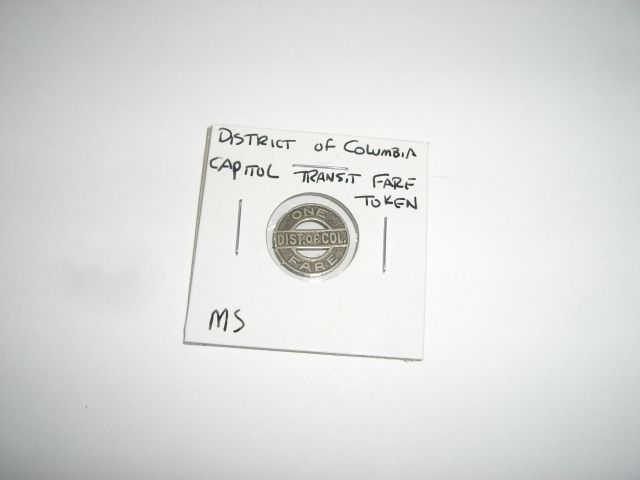 DISTRICT OF COLUMBIA
CAPITOL TRANSIT FARE
TOKEN
ONE
DIST. OF COL.
FARE
MS